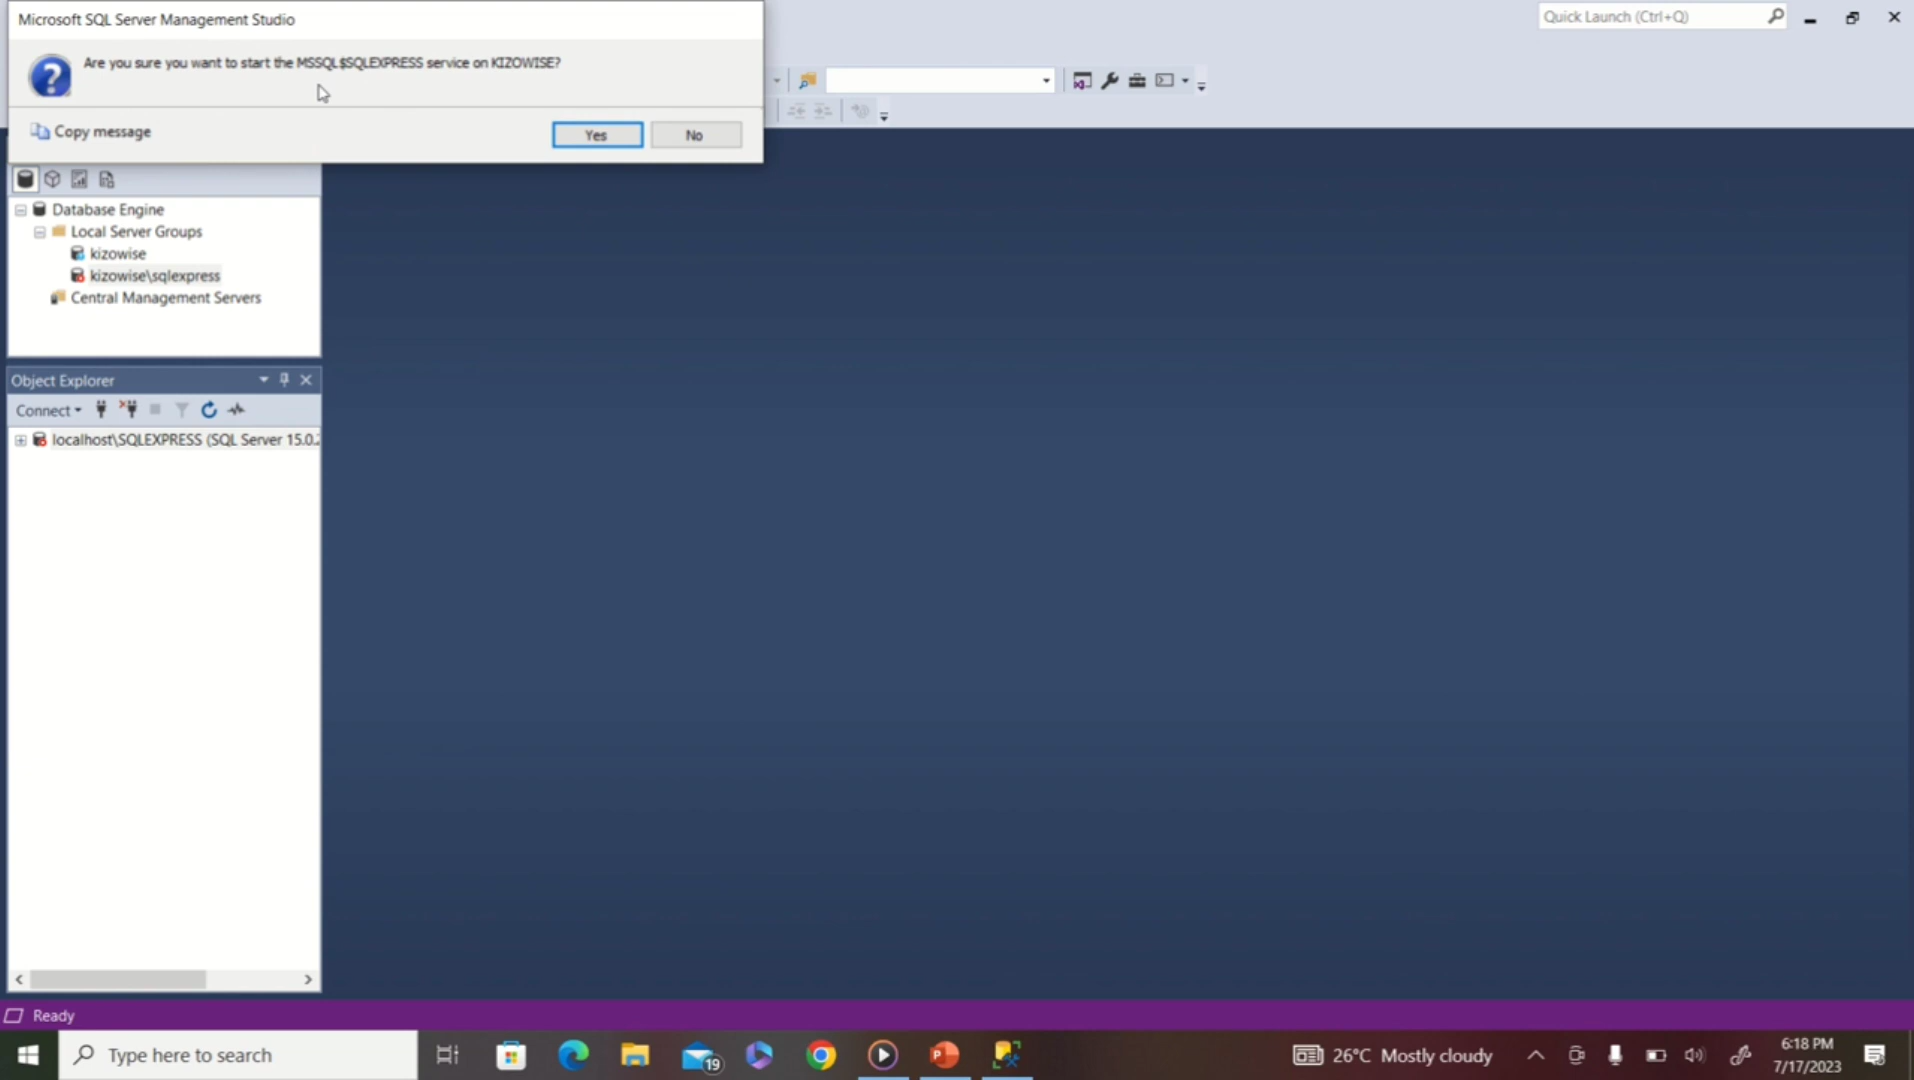 Microsoft SQL Server Management Studio
Quick Launch (Ctrl+Q)
Are you sure you want to start the MSSQL$SQLEXPRESS service on KIZOWISE?
Copy message
Yes
No
Database Engine
Local Server Groups
kizowise
kizowise\sqlexpress
Central Management Servers
Object Explorer
Connect
localhost\SQLEXPRESS (SQL Server 15.0.
Ready
Type here to search
19
26°C Mostly cloudy
6:18 PM
7/17/2023